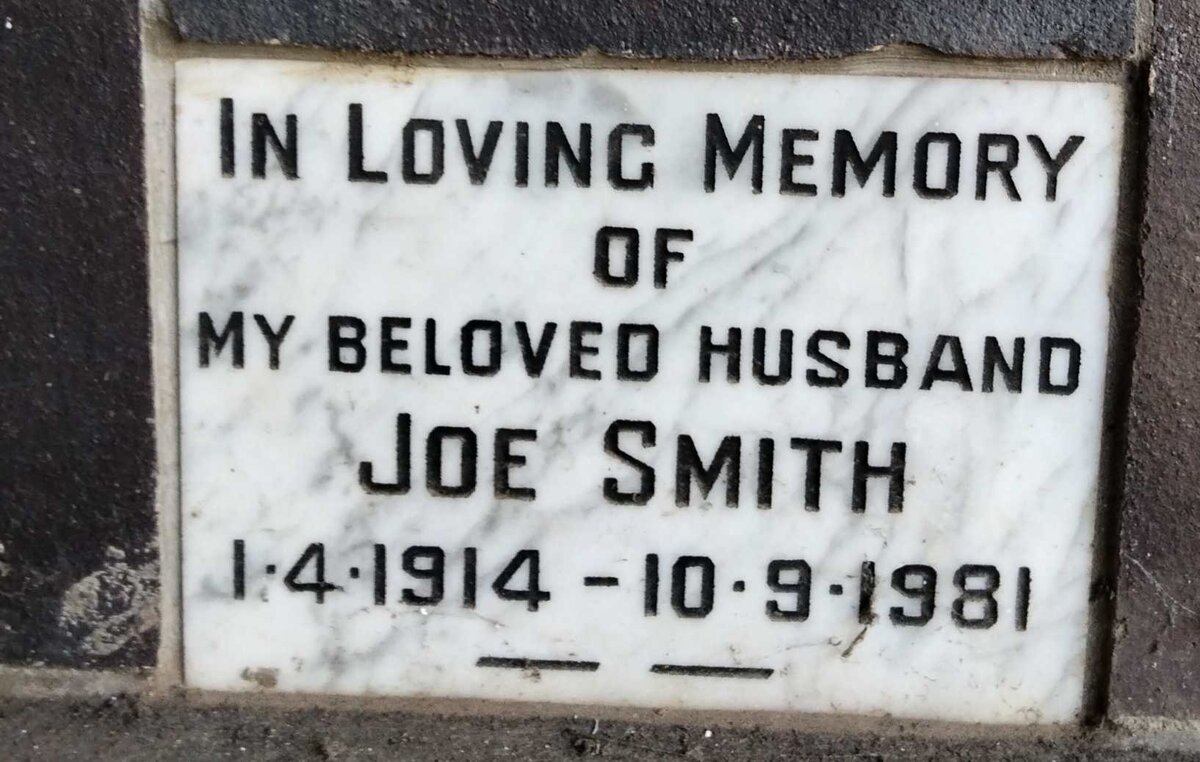 In Loving Memory
OF
MY BELOVED HUSBAND
Joe Smith
1·4·1914 – 10·9·1981